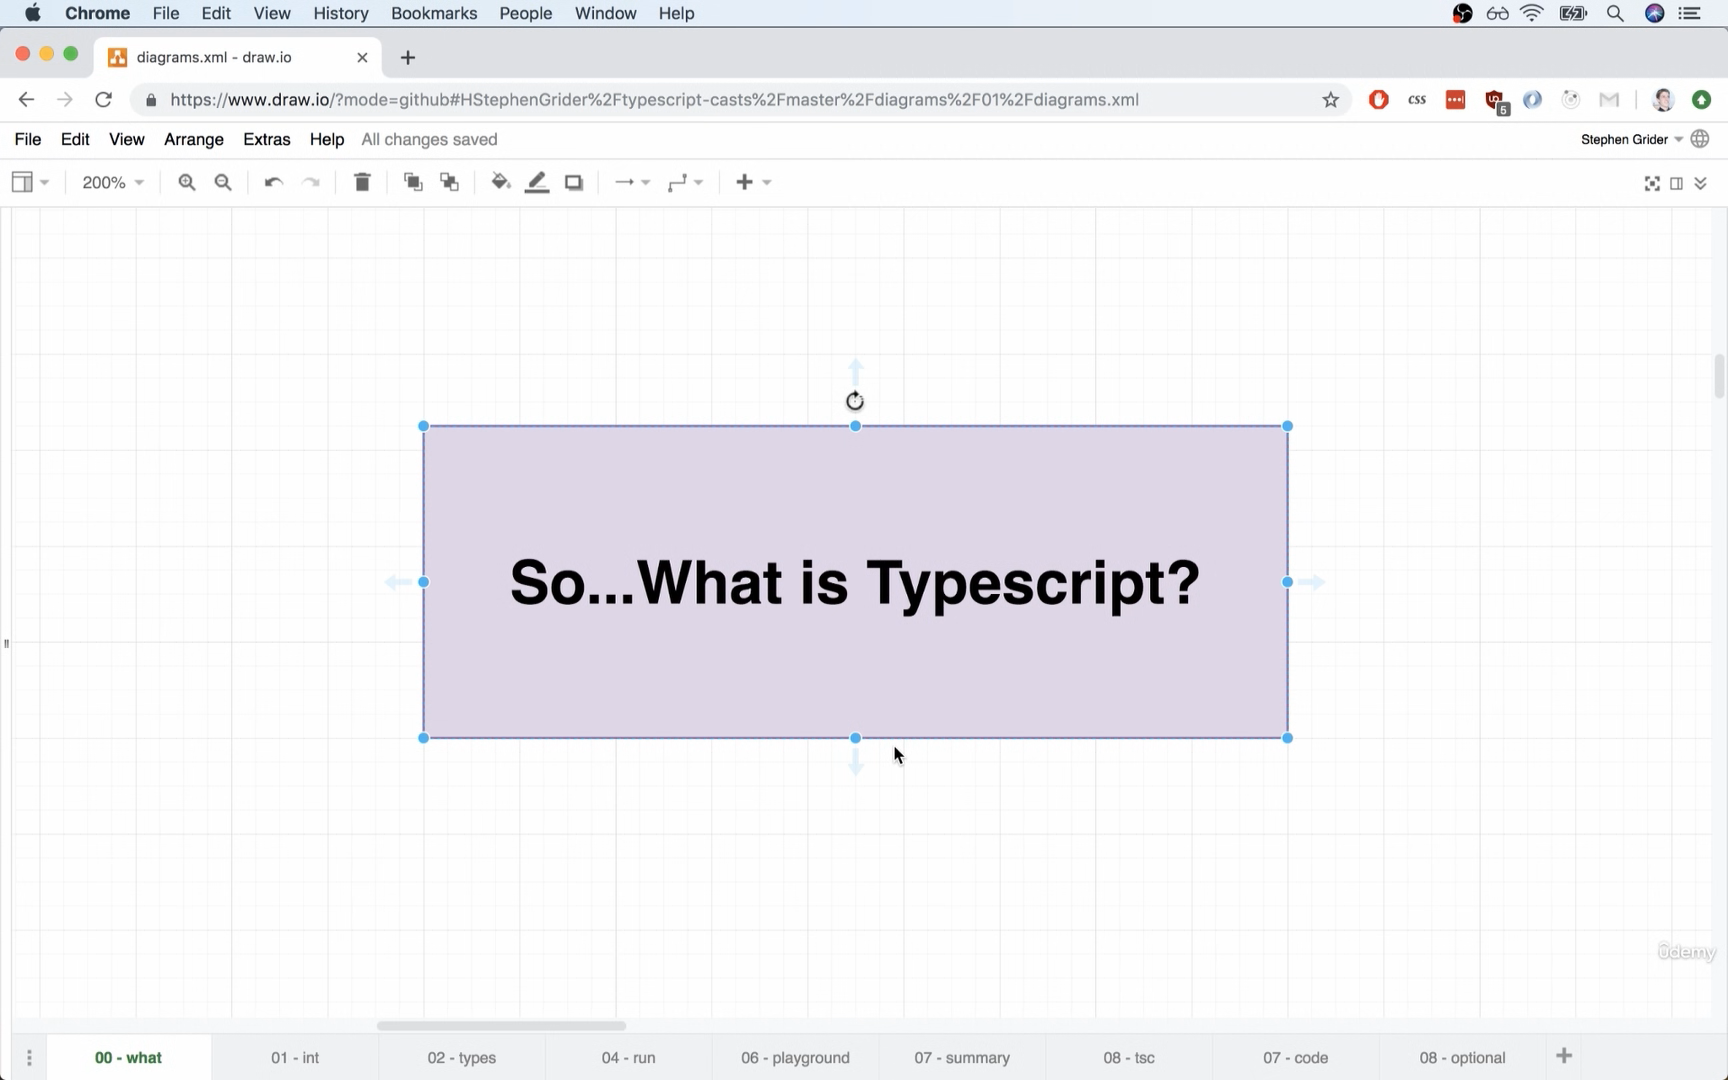 Chrome File Edit View History Bookmarks People Window Help
diagrams.xml - draw.io
https://www.draw.io/?mode=github#HStephenGrider%2Ftypescript-casts%2Fmaster%2Fdiagrams%2F01%2Fdiagrams.xml
css
5
File Edit View Arrange Extras Help All changes saved
Stephen Grider
200%
So...What is Typescript?
ûdemy
00 - what 01 - int 02 - types 04 - run 06 - playground 07 - summary 08 - tsc 07 - code 08 - optional